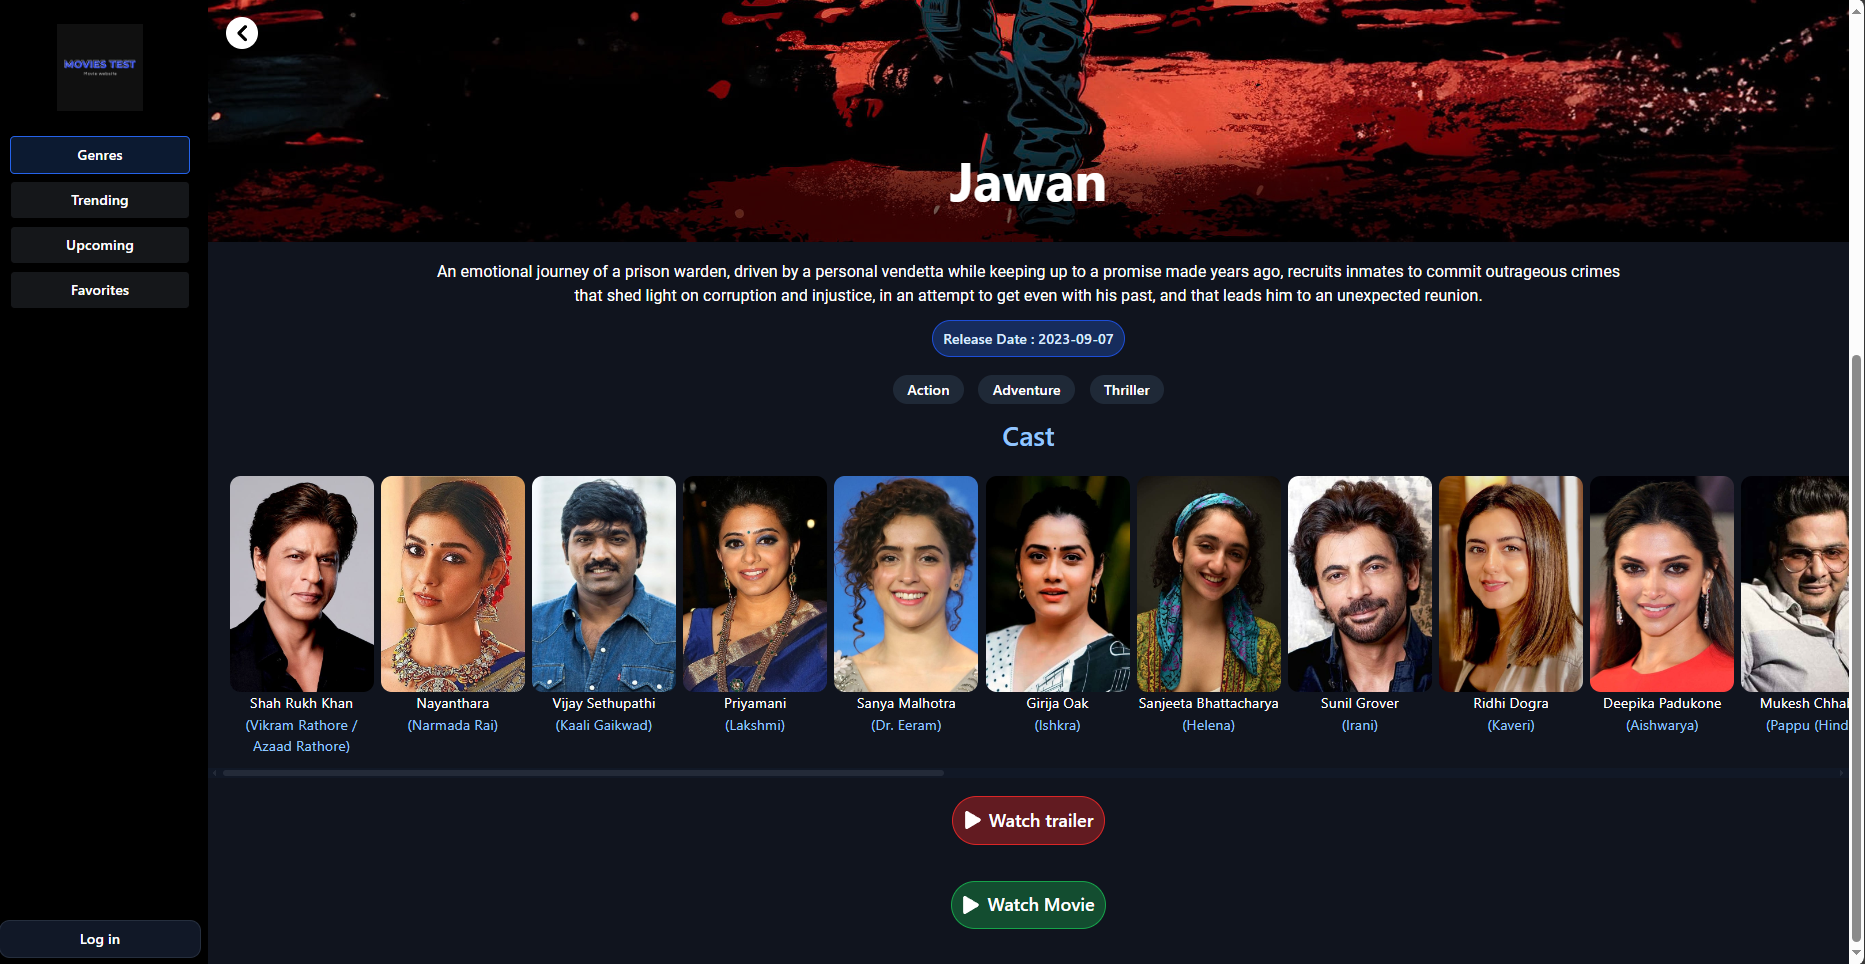 MOVIES TEST
Movie website
Genres
Trending
Upcoming
Favorites
Log in
Jawan
An emotional journey of a prison warden, driven by a personal vendetta while keeping up to a promise made years ago, recruits inmates to commit outrageous crimes
that shed light on corruption and injustice, in an attempt to get even with his past, and that leads him to an unexpected reunion.
Release Date : 2023-09-07
Action Adventure Thriller
Cast
Shah Rukh Khan
(Vikram Rathore /
Azaad Rathore)
Nayanthara
(Narmada Rai)
Vijay Sethupathi
(Kaali Gaikwad)
Priyamani
(Lakshmi)
Sanya Malhotra
(Dr. Eeram)
Girija Oak
(Ishkra)
Sanjeeta Bhattacharya
(Helena)
Sunil Grover
(Irani)
Ridhi Dogra
(Kaveri)
Deepika Padukone
(Aishwarya)
Mukesh Chhal
(Pappu (Hind
Watch trailer
Watch Movie